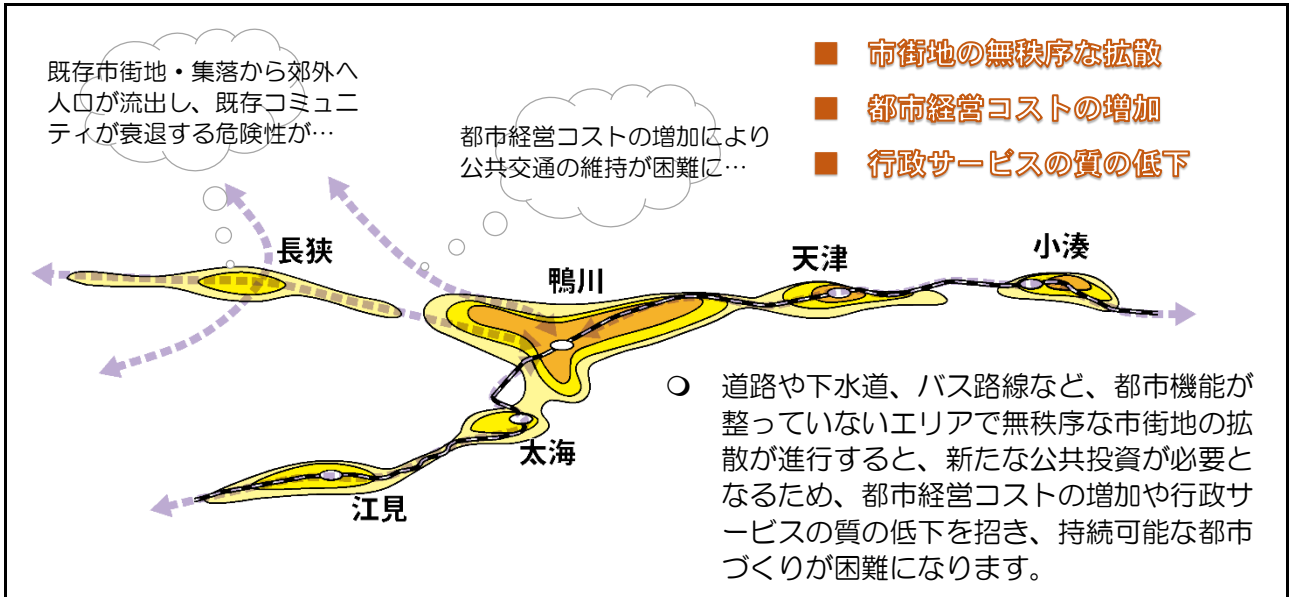 既存市街地・集落から郊外へ
人口が流出し、既存コミュニ
ティが衰退する危険性が…
都市経営コストの増加により
公共交通の維持が困難に…
■ 市街地の無秩序な拡散
■ 都市経営コストの増加
■ 行政サービスの質の低下
長狭
鴨川
天津
小湊
太海
江見
○ 道路や下水道、バス路線など、都市機能が
整っていないエリアで無秩序な市街地の拡
散が進行すると、新たな公共投資が必要と
なるため、都市経営コストの増加や行政サ
ービスの質の低下を招き、持続可能な都市
づくりが困難になります。